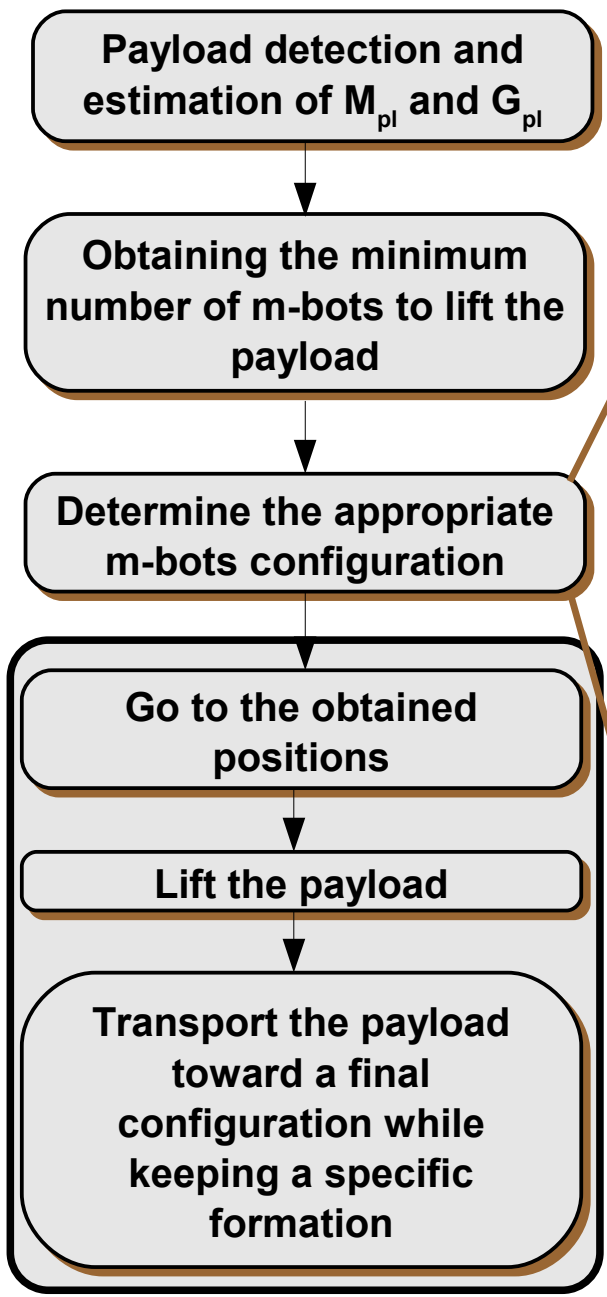 Payload detection and
estimation of M_pl and G_pl
Obtaining the minimum
number of m-bots to lift the
payload
Determine the appropriate
m-bots configuration
Go to the obtained
positions
Lift the payload
Transport the payload
toward a final
configuration while
keeping a specific
formation